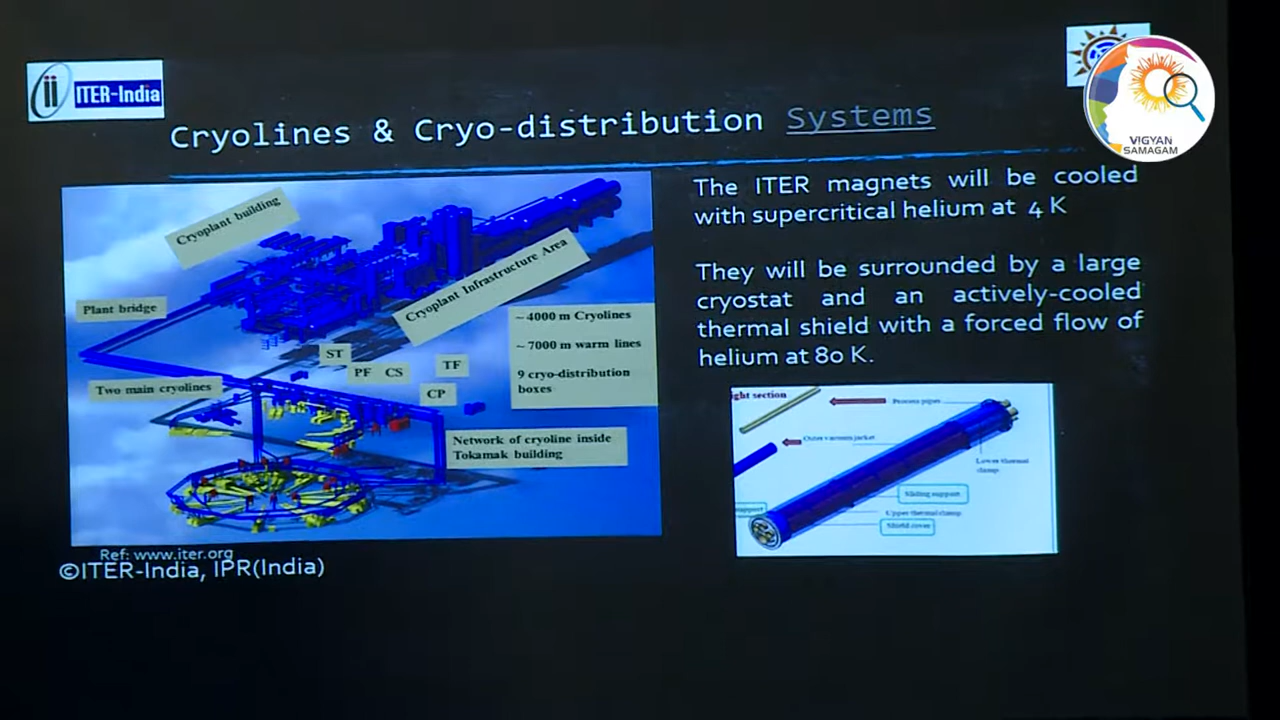 ITER-India
VIGYAN
SAMAGAM
Cryolines & Cryo-distribution Systems
Cryoplant building
Plant bridge
Cryoplant Infrastructure Area
~ 4000 m Cryolines
~ 7000 m warm lines
9 cryo-distribution
boxes
ST
PF CS
TF
CP
Two main cryolines
Network of cryoline inside
Tokamak building
Ref: www.iter.org
©ITER-India, IPR(India)
The ITER magnets will be cooled
with supercritical helium at 4 K
They will be surrounded by a large
cryostat and an actively-cooled
thermal shield with a forced flow of
helium at 80 K.
section
Process pipes
Outer vacuum jacket
Lower thermal
clamp
Sliding support
Upper thermal clamp
Shield cover